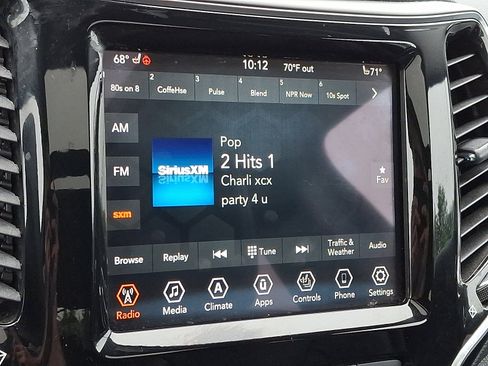 68°
10:12
70°F out
71°
80s on 8
2 CoffeHse
3 Pulse
4 Blend
5 NPR Now
6 10s Spot
AM
FM
sxm
SiriusXM
Pop
2 Hits 1
Charli xcx
party 4 u
Fav
Browse
Replay
Tune
Traffic &
Weather
Audio
Radio
Media
Climate
Apps
Controls
Phone
Settings